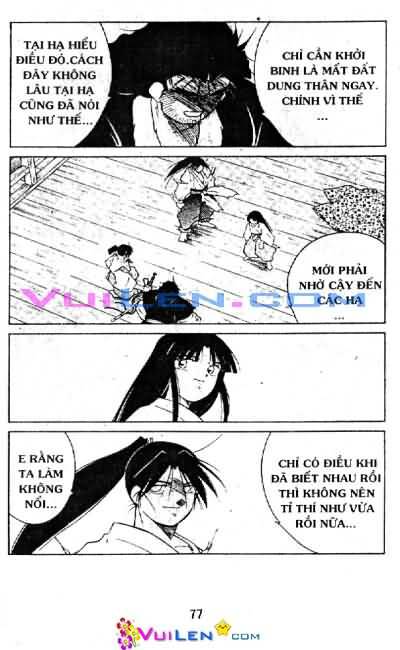 TẠI HẠ HIỂU
ĐIỀU ĐÓ.CÁCH
ĐÂY KHÔNG
LÂU TẠI HẠ
CŨNG ĐÃ NÓI
NHƯ THẾ...
CHỈ CẦN KHỞI
BINH LÀ MẤT ĐẤT
DUNG THÂN NGAY.
CHÍNH VÌ THẾ
...
MỚI PHẢI
NHỜ CẬY ĐẾN
CÁC HẠ
...
VUILEN.COM
E RẰNG
TA LÀM
KHÔNG
NỔI...
CHỈ CÓ ĐIỀU KHI
ĐÃ BIẾT NHAU RỒI
THÌ KHÔNG NÊN
TỈ THÍ NHƯ VỪA
RỒI NỮA...
77
VUILEN.COM